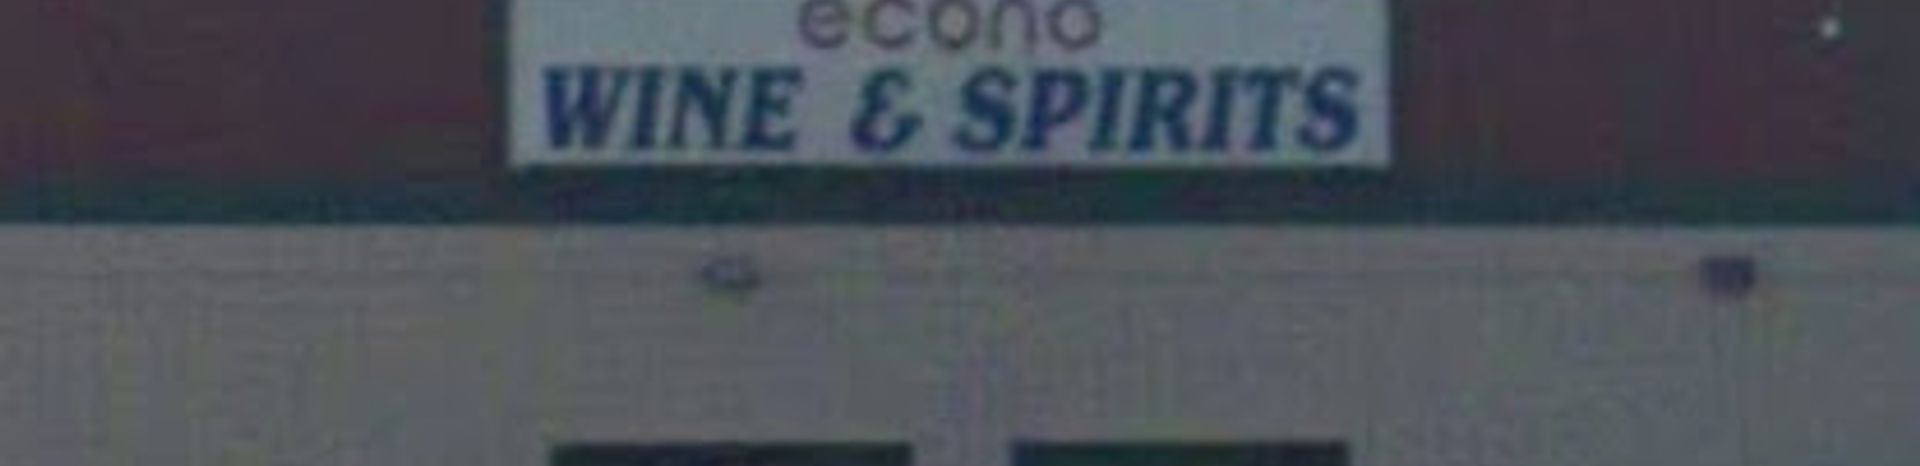 econo
WINE & SPIRITS